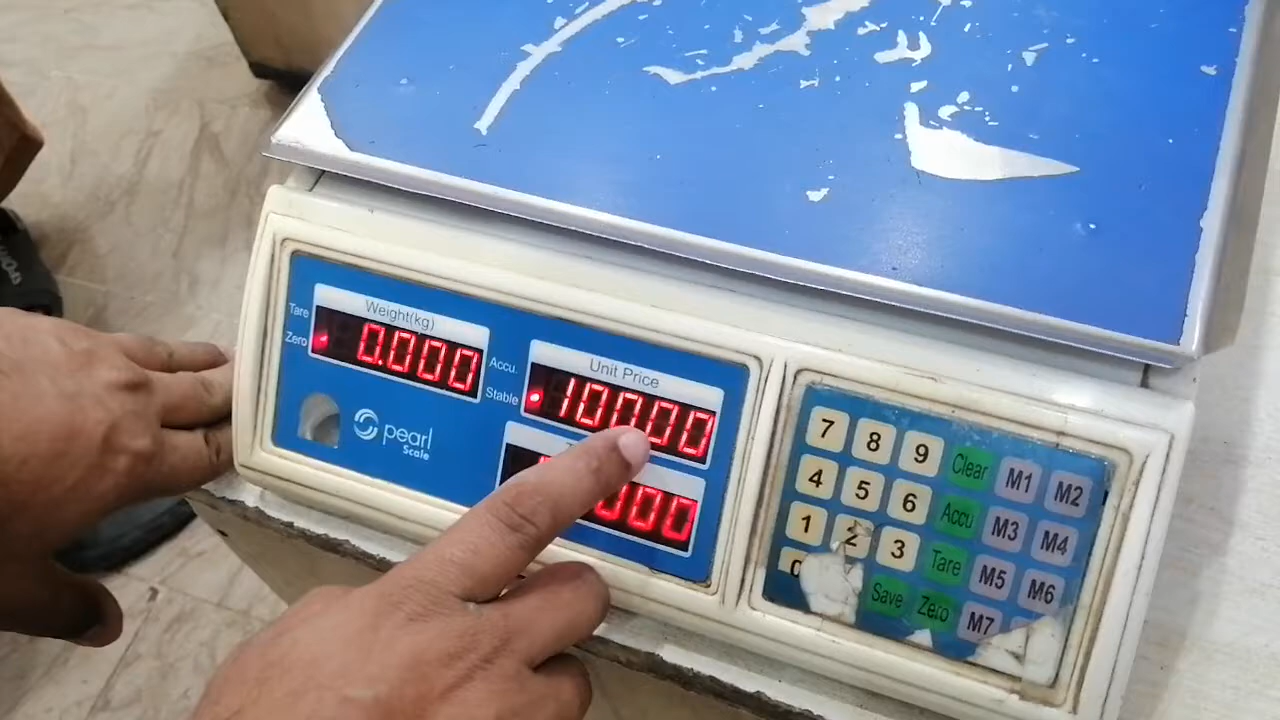 Weight(kg)
Tare
Zero
0.000
Accu.
Stable
Unit Price
10000
pearl
Scale
000
7 8 9 Clear M1 M2
4 5 6 Accu M3 M4
1 2 3 Tare M5 M6
0 Save Zero M7